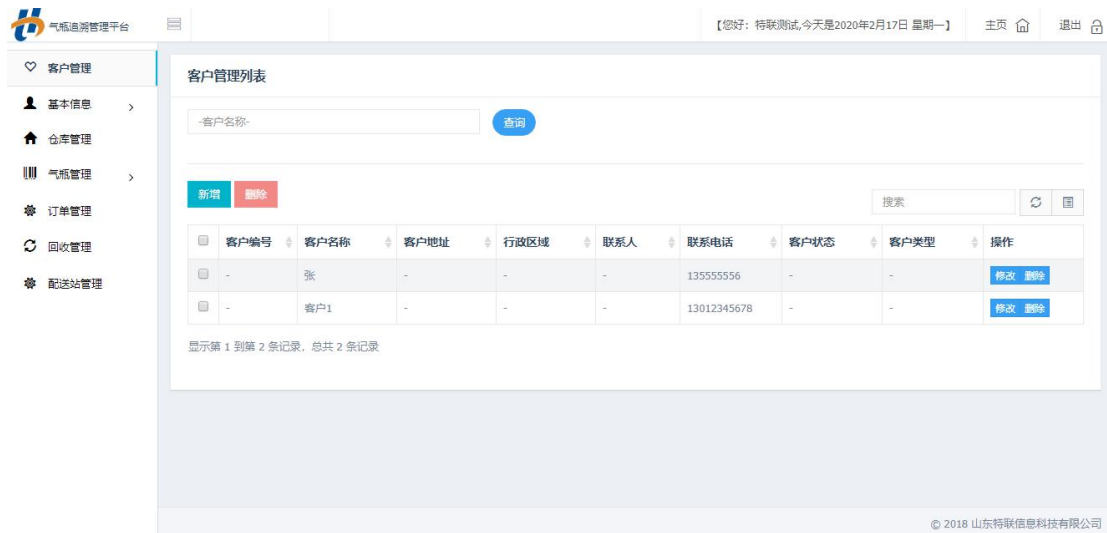 气瓶追溯管理平台
【您好：特联测试,今天是2020年2月17日 星期一】 主页 退出
客户管理
基本信息
仓库管理
气瓶管理
订单管理
回收管理
配送站管理
客户管理列表
-客户名称- 查询
新增 删除 搜索
客户编号 客户名称 客户地址 行政区域 联系人 联系电话 客户状态 客户类型 操作
- 张 - - - 135555556 - - 修改 删除
- 客户1 - - - 13012345678 - - 修改 删除
显示第 1 到第 2 条记录，总共 2 条记录
© 2018 山东特联信息科技有限公司